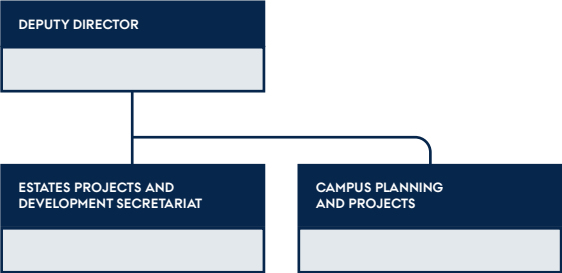 DEPUTY DIRECTOR
ESTATES PROJECTS AND
DEVELOPMENT SECRETARIAT
CAMPUS PLANNING
AND PROJECTS